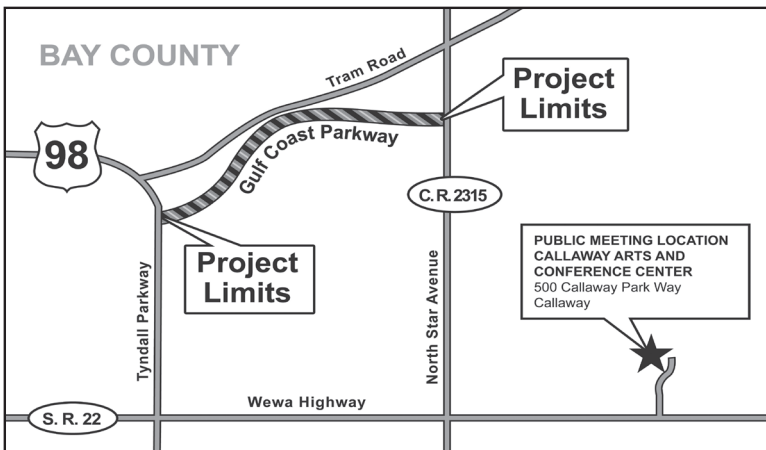 BAY COUNTY
Tram Road
Project
Limits
98
Gulf Coast Parkway
C. R. 2315
PUBLIC MEETING LOCATION
CALLAWAY ARTS AND
CONFERENCE CENTER
500 Callaway Park Way
Callaway
Project
Limits
Tyndall Parkway
North Star Avenue
Wewa Highway
S. R. 22